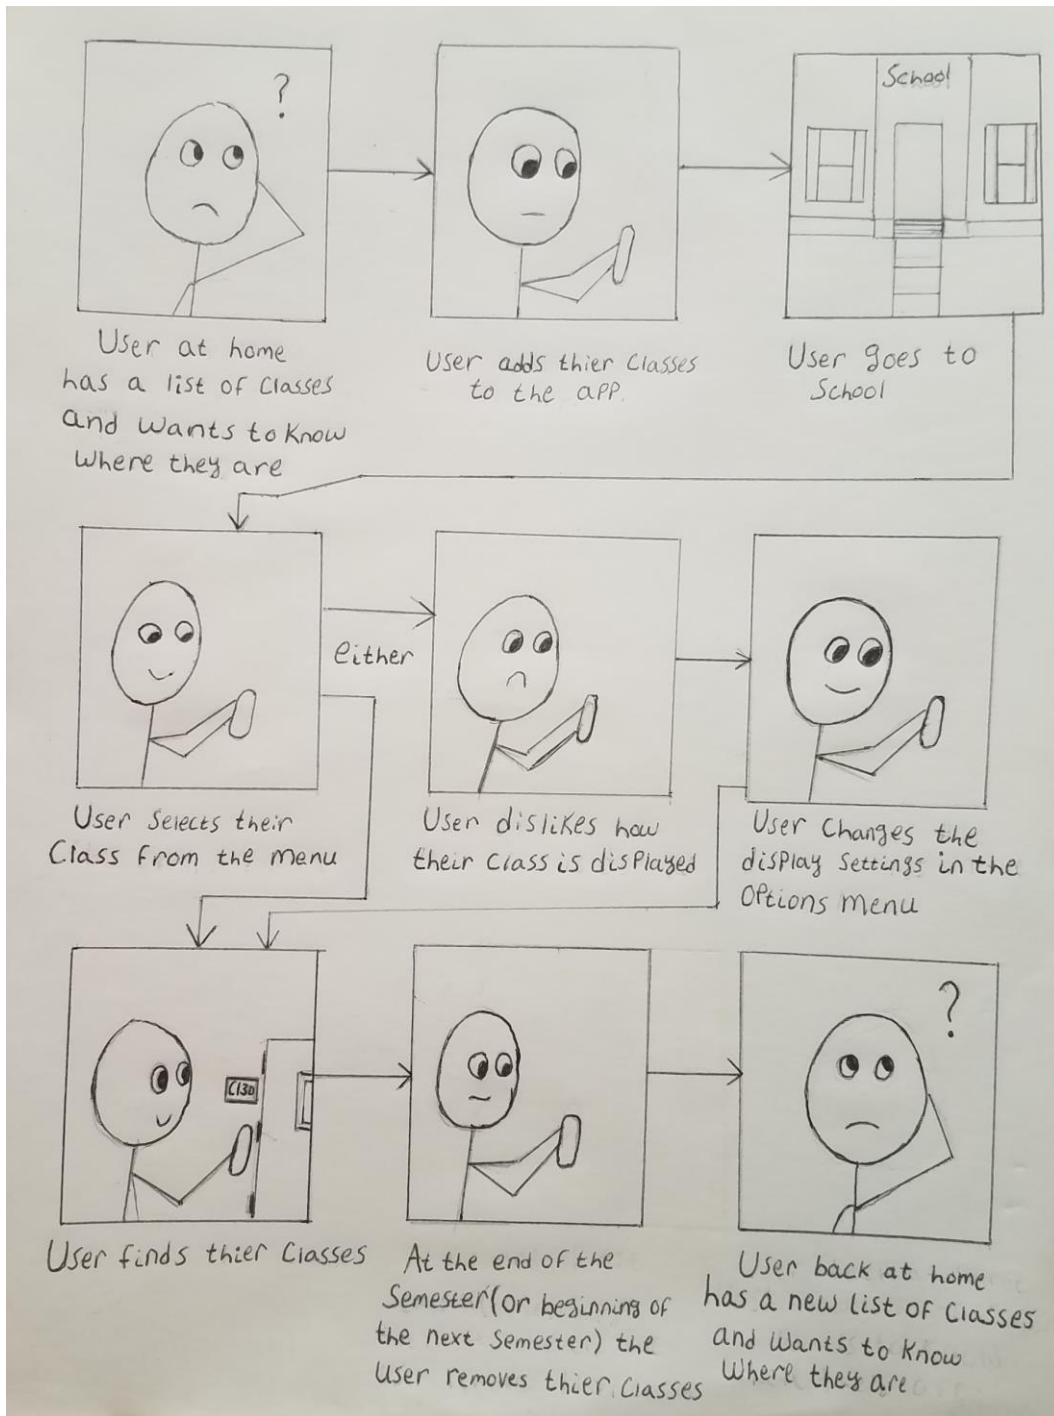 ?
School
User at home
has a list of Classes
and wants to know
where they are
User adds thier Classes
to the app.
User goes to
School
either
User selects their
Class from the menu
User dislikes how
their Class is displayed
User Changes the
display settings in the
Options menu
C130
?
User finds thier Classes
At the end of the
Semester (or beginning of
the next semester) the
User removes thier Classes
User back at home
has a new list of Classes
and wants to know
where they are